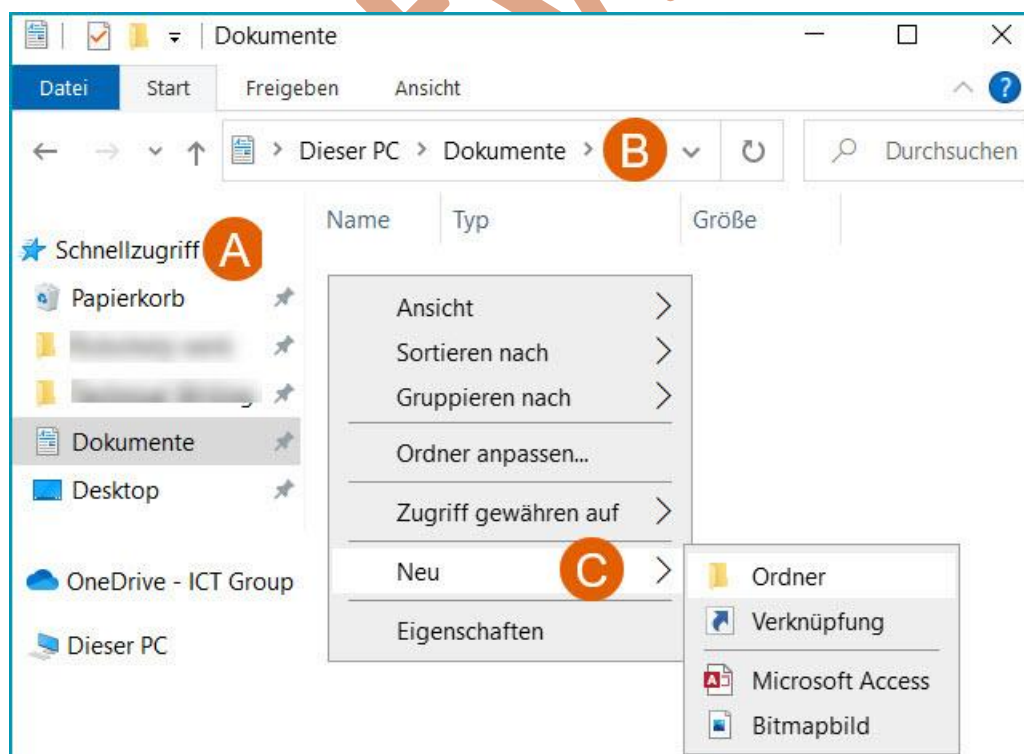 Dokumente
Datei Start Freigeben Ansicht ?
Dieser PC > Dokumente > B Durchsuchen
Name Typ Größe
Schnellzugriff A
Papierkorb
Dokumente
Desktop
OneDrive - ICT Group
Dieser PC
Ansicht
Sortieren nach
Gruppieren nach
Ordner anpassen...
Zugriff gewähren auf
Neu C
Eigenschaften
Ordner
Verknüpfung
Microsoft Access
Bitmapbild